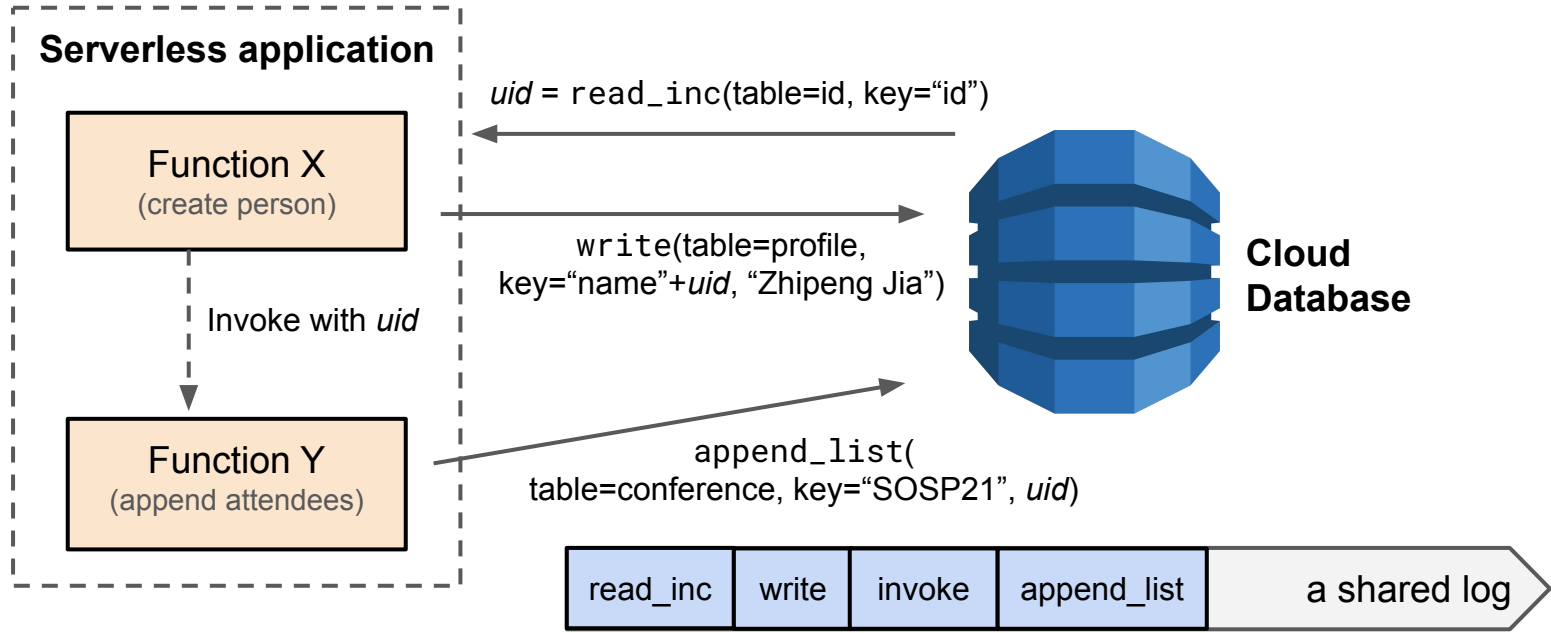 Serverless application
uid = read_inc(table=id, key=“id”)
Function X
(create person)
write(table=profile,
key=“name”+uid, “Zhipeng Jia”)
Cloud
Database
Invoke with uid
Function Y
(append attendees)
append_list(
table=conference, key=“SOSP21”, uid)
read_inc
write
invoke
append_list
a shared log